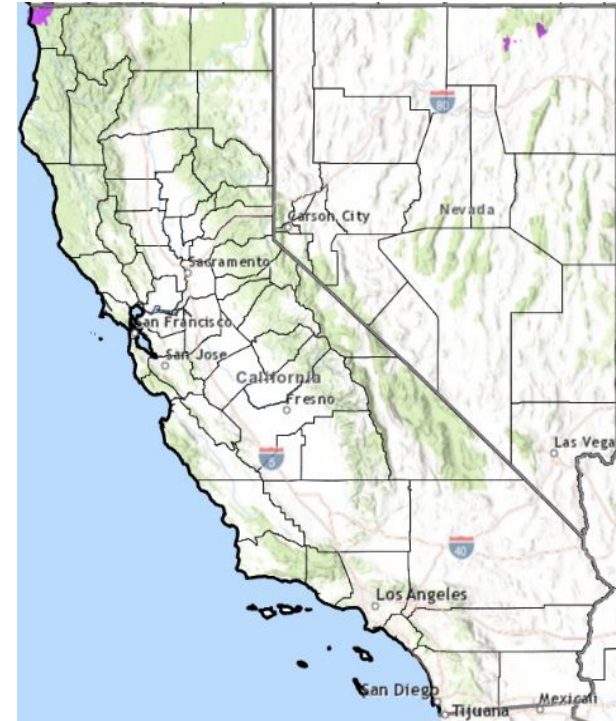 80
Carson City
Nevada
Sacramento
San Francisco
San Jose
California
Fresno
Las Vega
5
40
Los Angeles
San Diego
Tijuana
Mexicali